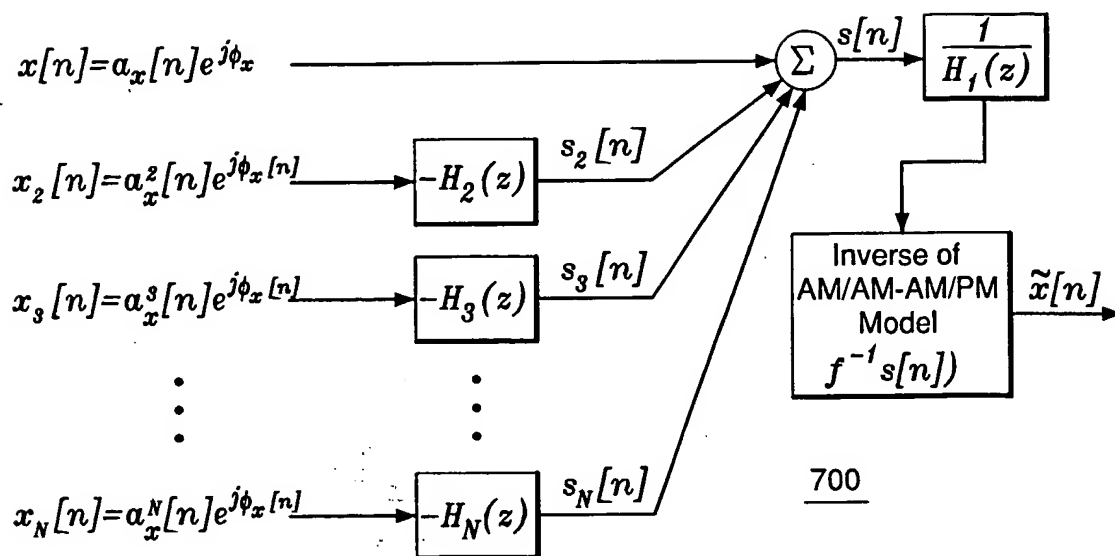 x[n]=a_x[n]e^{jϕ_x}
Σ
s[n]
1
H_1(z)
x_2[n]=a_x^2[n]e^{jϕ_x[n]}
-H_2(z)
s_2[n]
x_3[n]=a_x^3[n]e^{jϕ_x[n]}
-H_3(z)
s_3[n]
Inverse of
AM/AM-AM/PM
Model
f^{-1} s[n])
x̃[n]
x_N[n]=a_x^N[n]e^{jϕ_x[n]}
-H_N(z)
s_N[n]
700